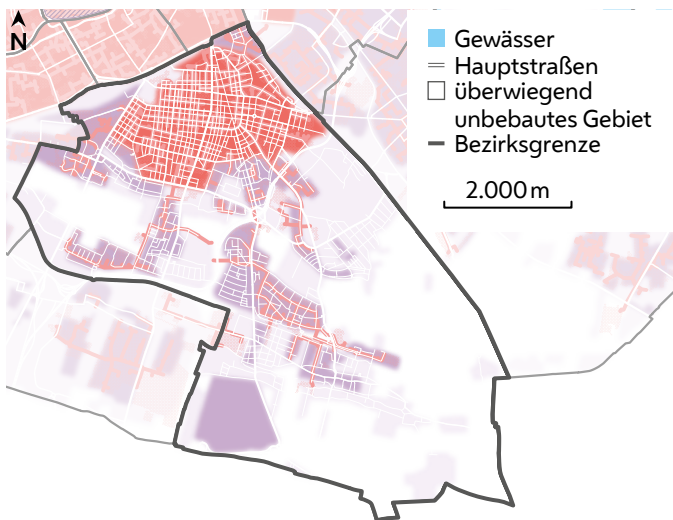 N
Gewässer
Hauptstraßen
überwiegend
unbebautes Gebiet
Bezirksgrenze
2.000 m